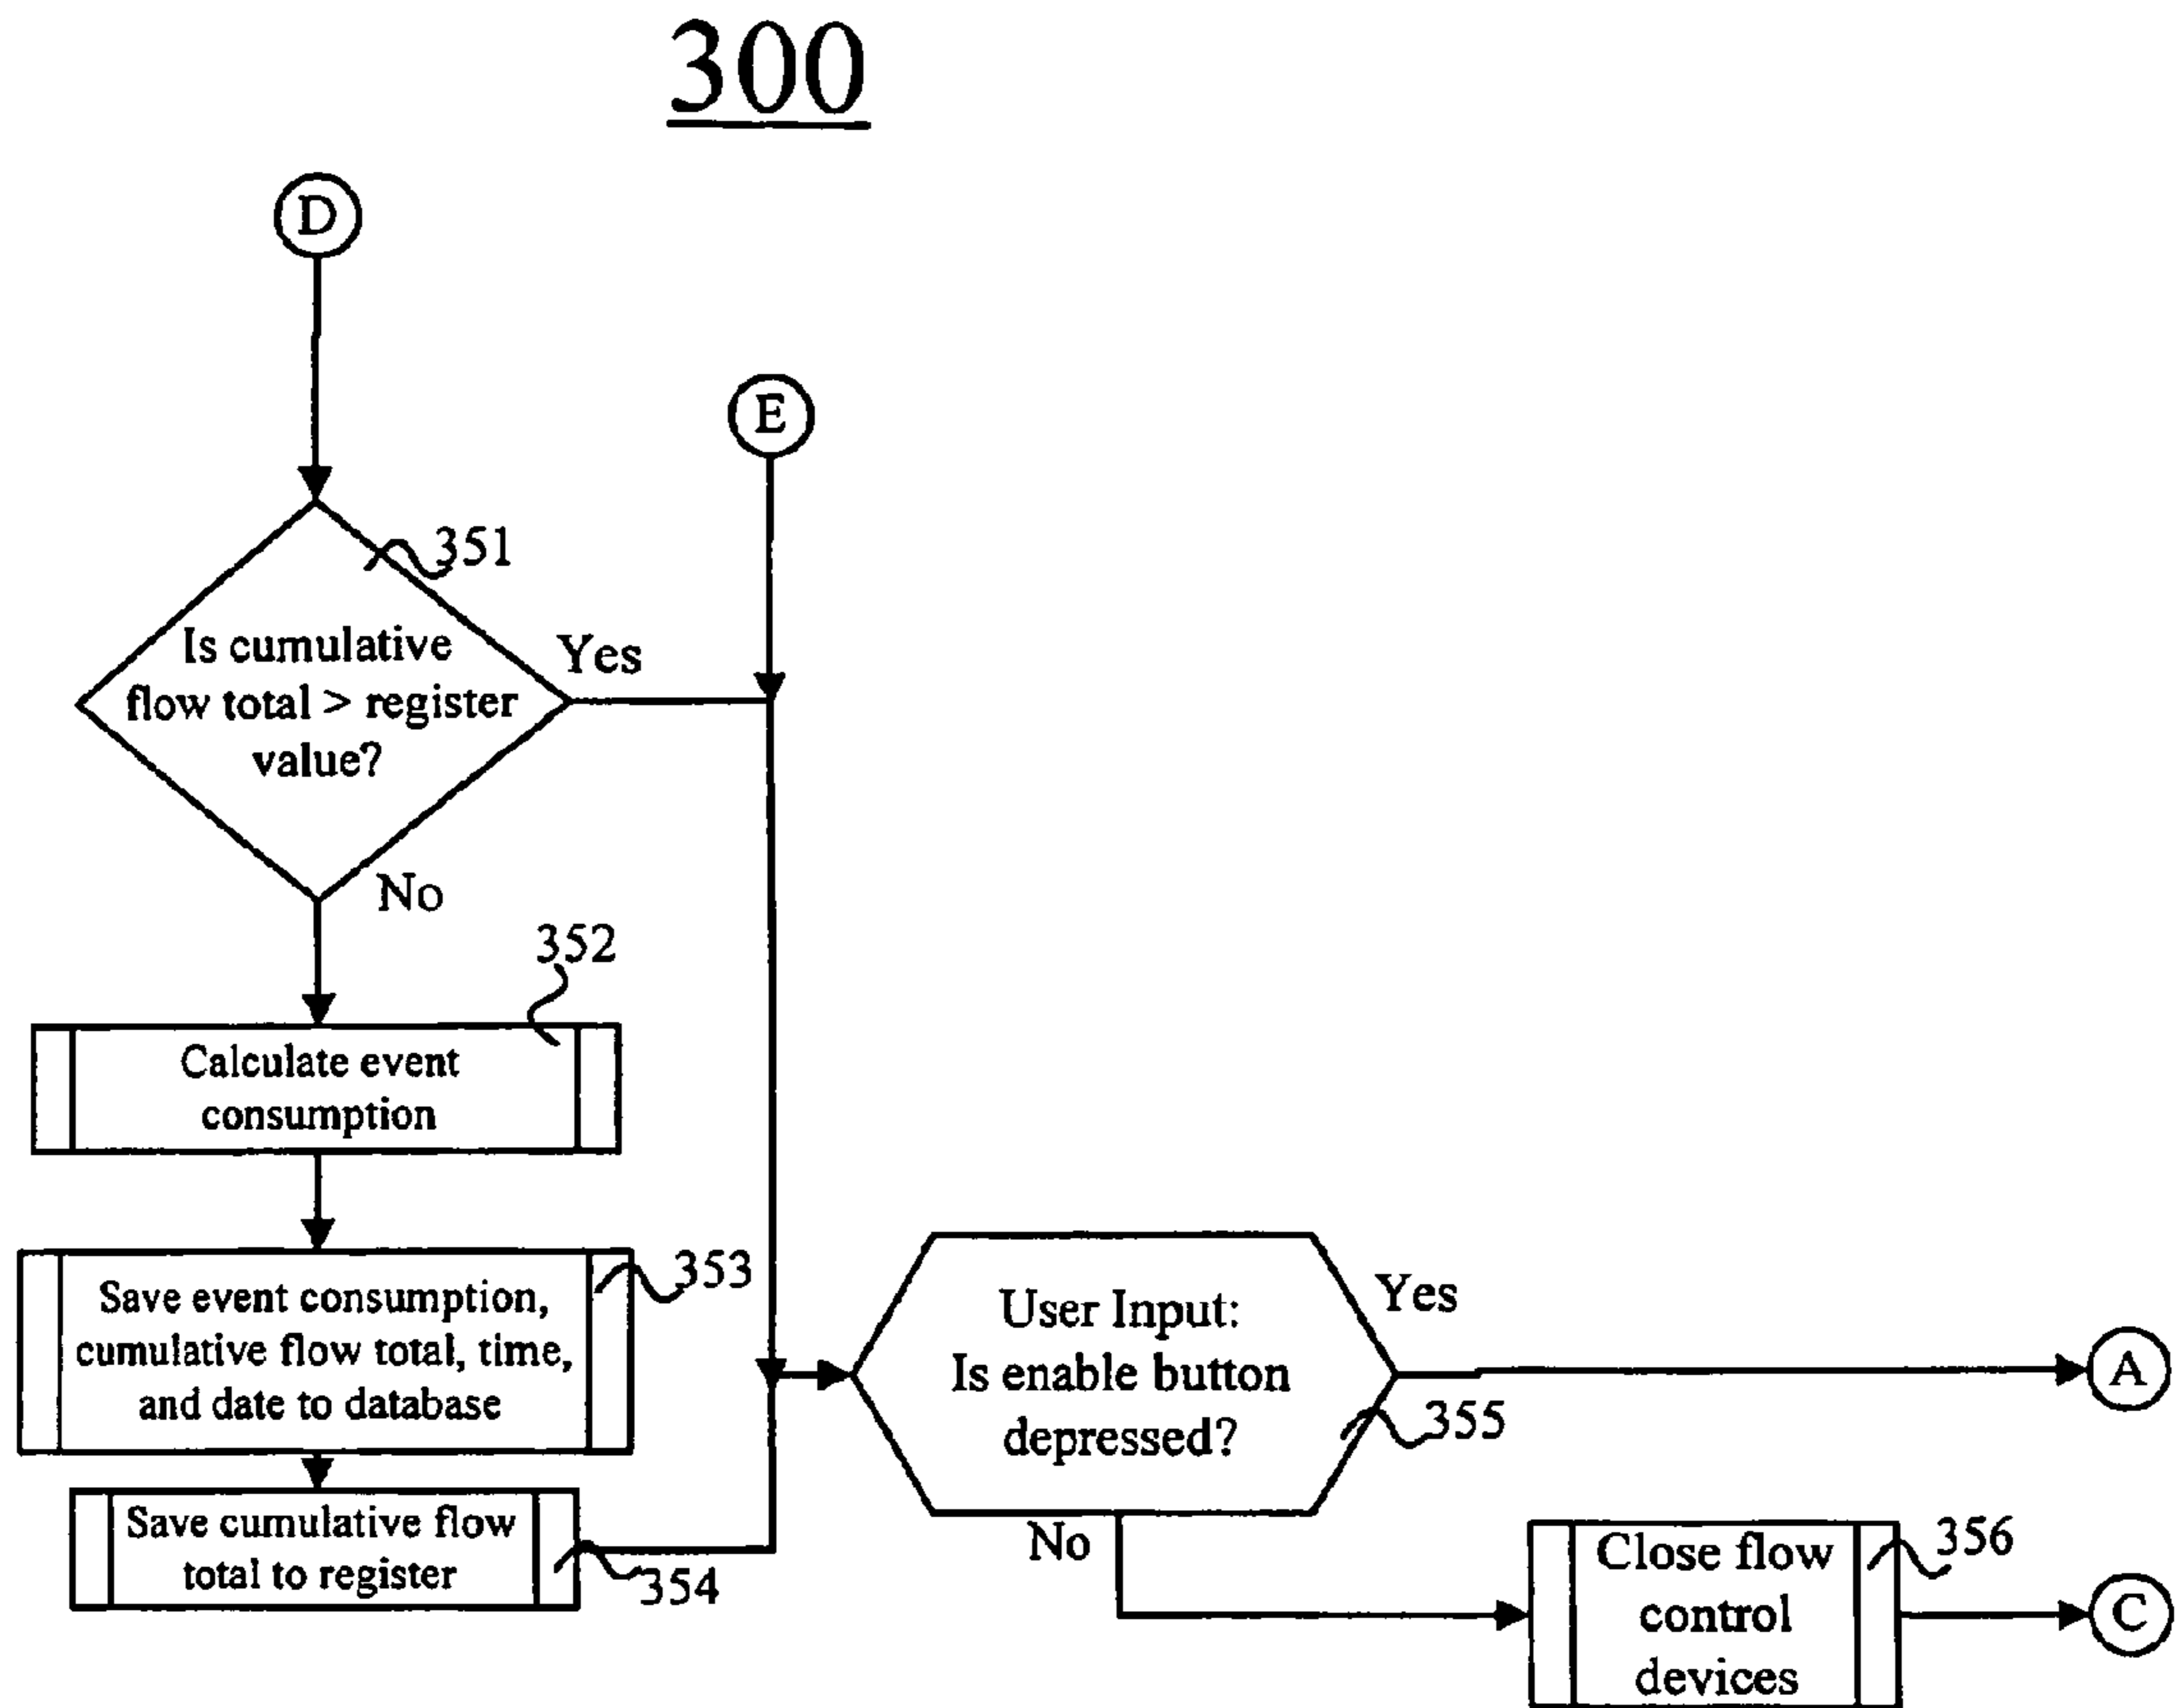 300
D
E
351
Is cumulative
flow total > register
value?
Yes
No
352
Calculate event
consumption
353
Save event consumption,
cumulative flow total, time,
and date to database
Save cumulative flow
total to register
354
User Input:
Is enable button
depressed?
Yes
355
No
A
Close flow
control
devices
356
C